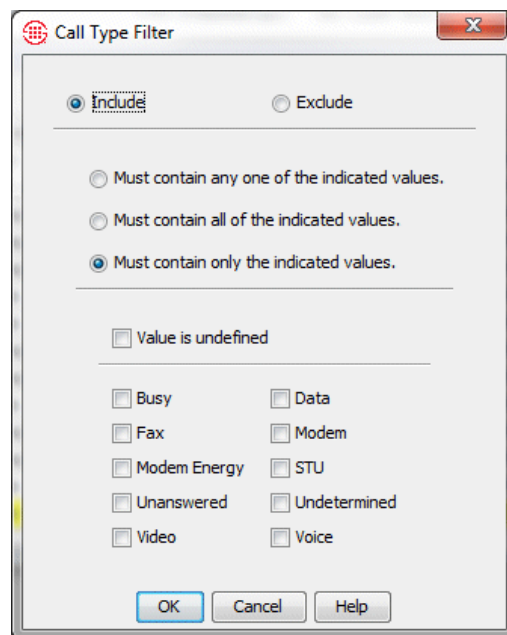 Call Type Filter
Include Exclude
Must contain any one of the indicated values.
Must contain all of the indicated values.
Must contain only the indicated values.
Value is undefined
Busy Data
Fax Modem
Modem Energy STU
Unanswered Undetermined
Video Voice
OK Cancel Help